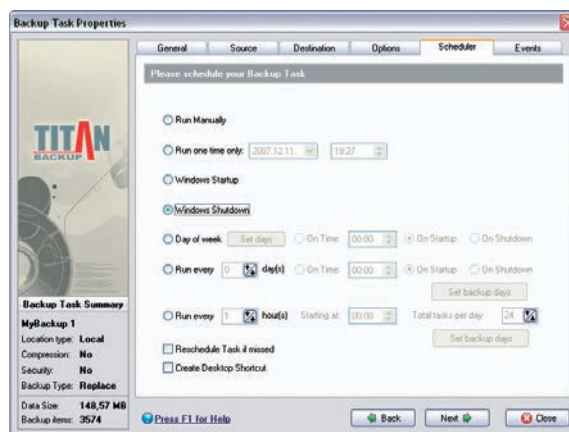 Backup Task Properties
General Source Destination Options Scheduler Events
Please schedule your Backup Task
TITAN
BACKUP
Run Manually
Run one time only: 2007.12.11. 19:27
Windows Startup
Windows Shutdown
Day of week Set days On Time: 00:00 On Startup On Shutdown
Run every 0 day(s) On Time: 00:00 On Startup On Shutdown
Set backup days
Run every 1 hour(s) Starting at: 00:00 Total tasks per day: 24
Set backup days
Reschedule Task if missed
Create Desktop Shortcut
Backup Task Summary
MyBackup 1
Location type: Local
Compression: No
Security: No
Backup Type: Replace
Data Size: 148,57 MB
Backup items: 3574
Press F1 for Help
Back Next Close